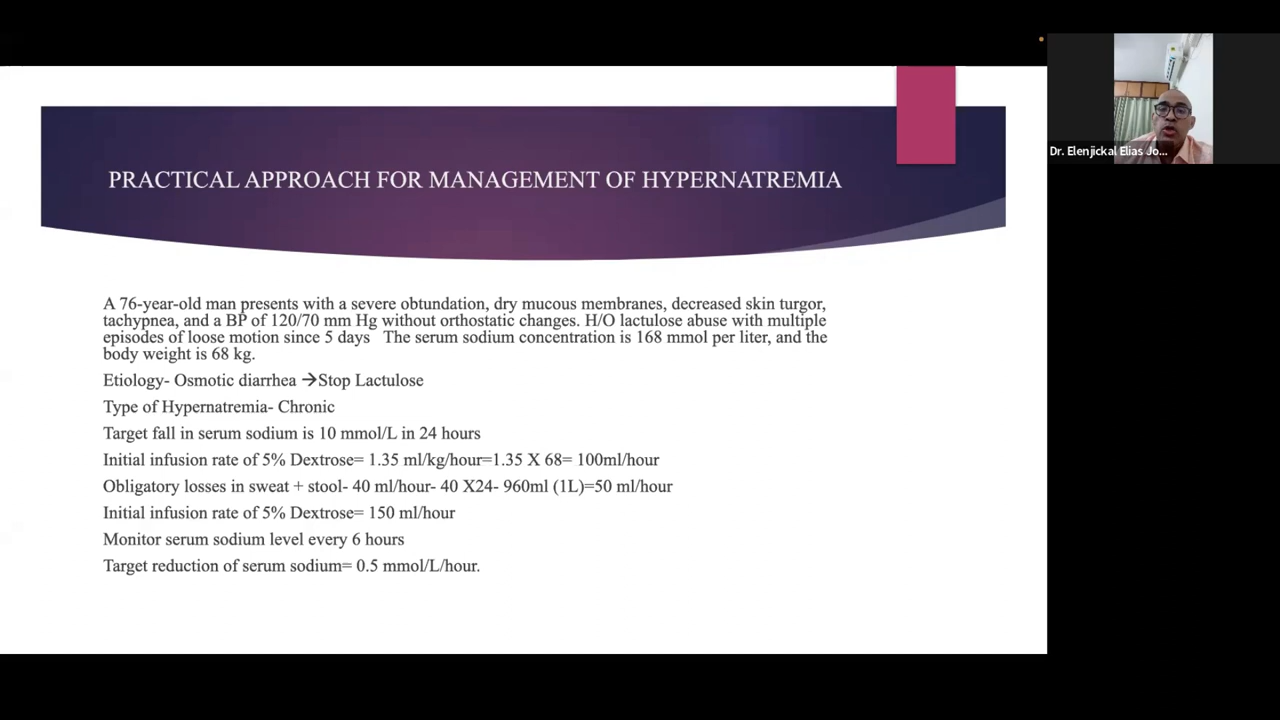 PRACTICAL APPROACH FOR MANAGEMENT OF HYPERNATREMIA
A 76-year-old man presents with a severe obtundation, dry mucous membranes, decreased skin turgor,
tachypnea, and a BP of 120/70 mm Hg without orthostatic changes. H/O lactulose abuse with multiple
episodes of loose motion since 5 days The serum sodium concentration is 168 mmol per liter, and the
body weight is 68 kg.
Etiology- Osmotic diarrhea →Stop Lactulose
Type of Hypernatremia- Chronic
Target fall in serum sodium is 10 mmol/L in 24 hours
Initial infusion rate of 5% Dextrose= 1.35 ml/kg/hour=1.35 X 68= 100ml/hour
Obligatory losses in sweat + stool- 40 ml/hour- 40 X24- 960ml (1L)=50 ml/hour
Initial infusion rate of 5% Dextrose= 150 ml/hour
Monitor serum sodium level every 6 hours
Target reduction of serum sodium= 0.5 mmol/L/hour.
Dr. Elenjickal Elias Jo...